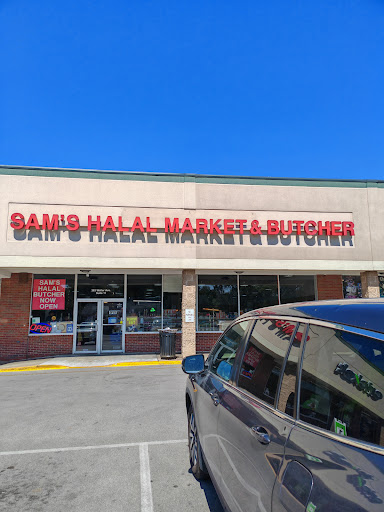 SAM'S HALAL MARKET & BUTCHER
SAM'S
HALAL
BUTCHER
NOW
OPEN
OPEN